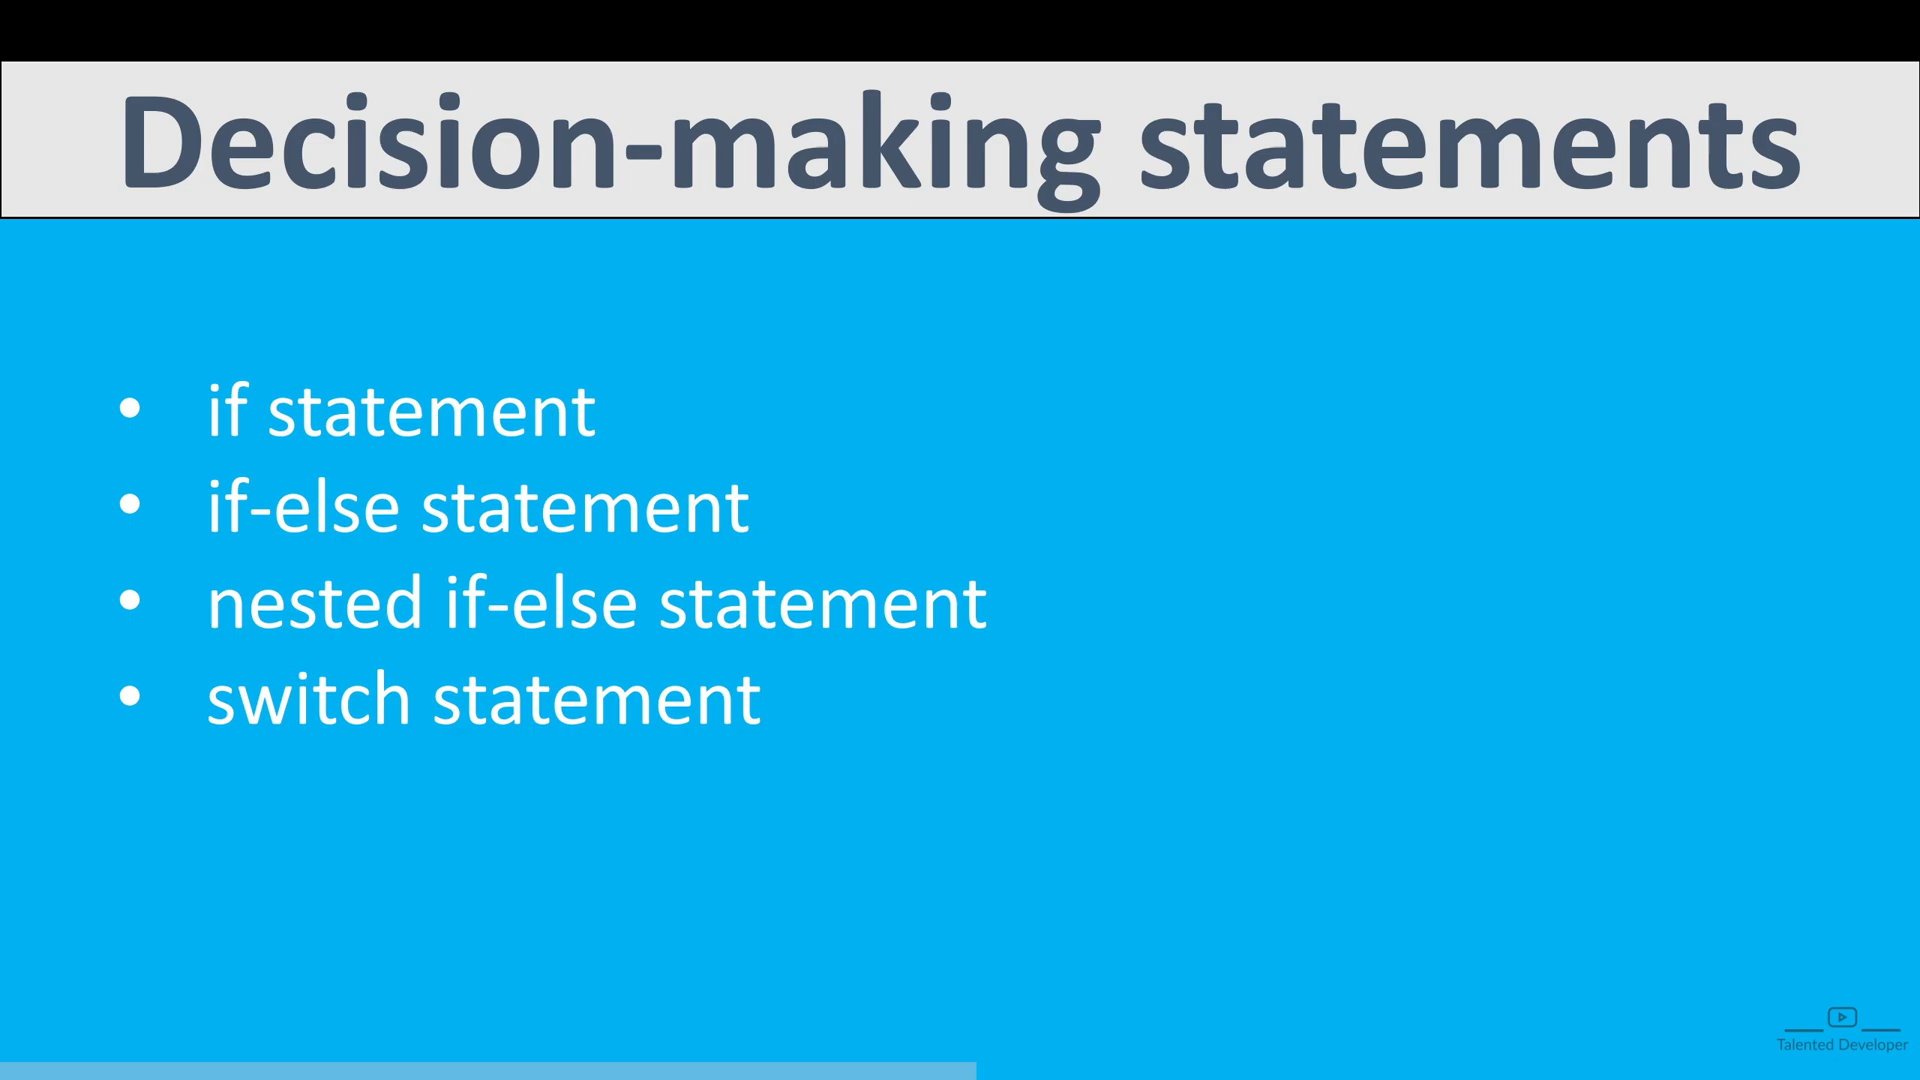 Decision-making statements
• if statement
• if-else statement
• nested if-else statement
• switch statement
Talented Developer